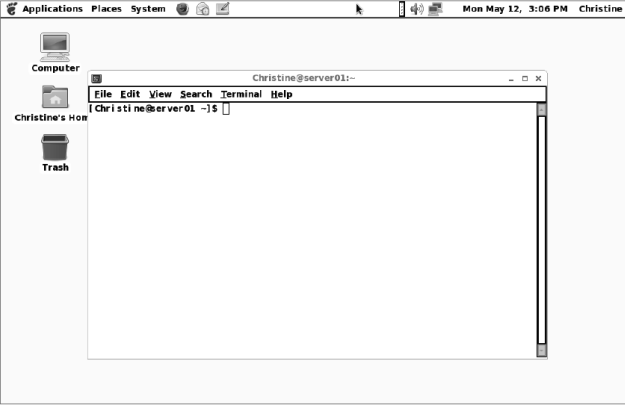 Applications Places System Mon May 12, 3:06 PM Christine
Computer
Christine@server01:~
File Edit View Search Terminal Help
[Christine@server01 ~]$
Christine's Hom
Trash